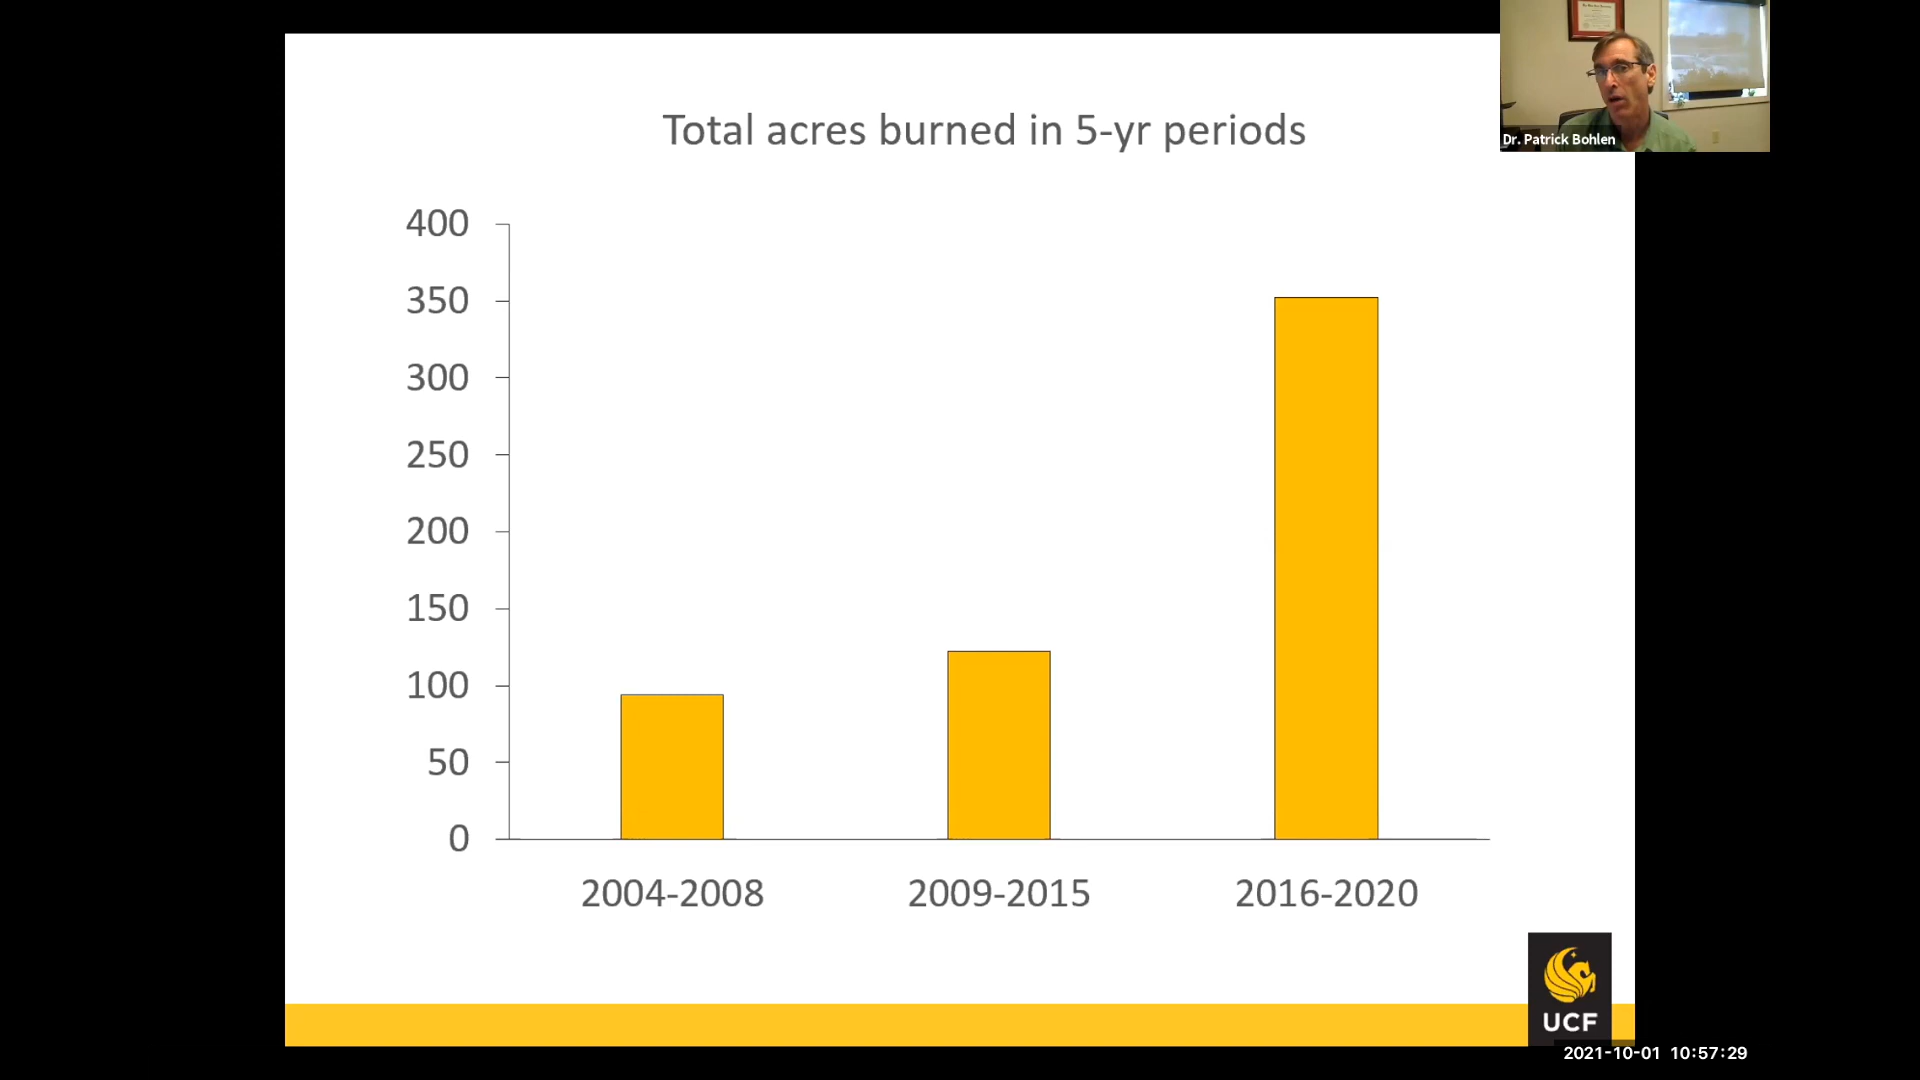 Total acres burned in 5-yr periods
Dr. Patrick Bohlen
400
350
300
250
200
150
100
50
0
2004-2008 2009-2015 2016-2020
UCF
2021-10-01 10:57:29